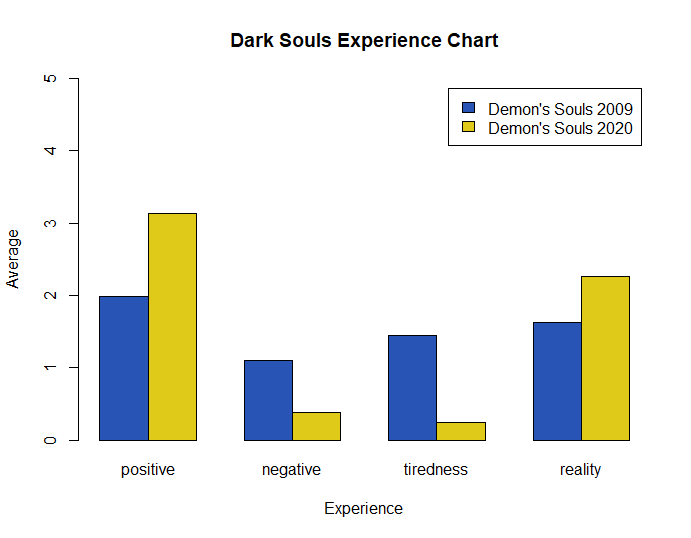 Dark Souls Experience Chart
Demon's Souls 2009
Demon's Souls 2020
5
4
3
2
1
0
Average
positive negative tiredness reality
Experience